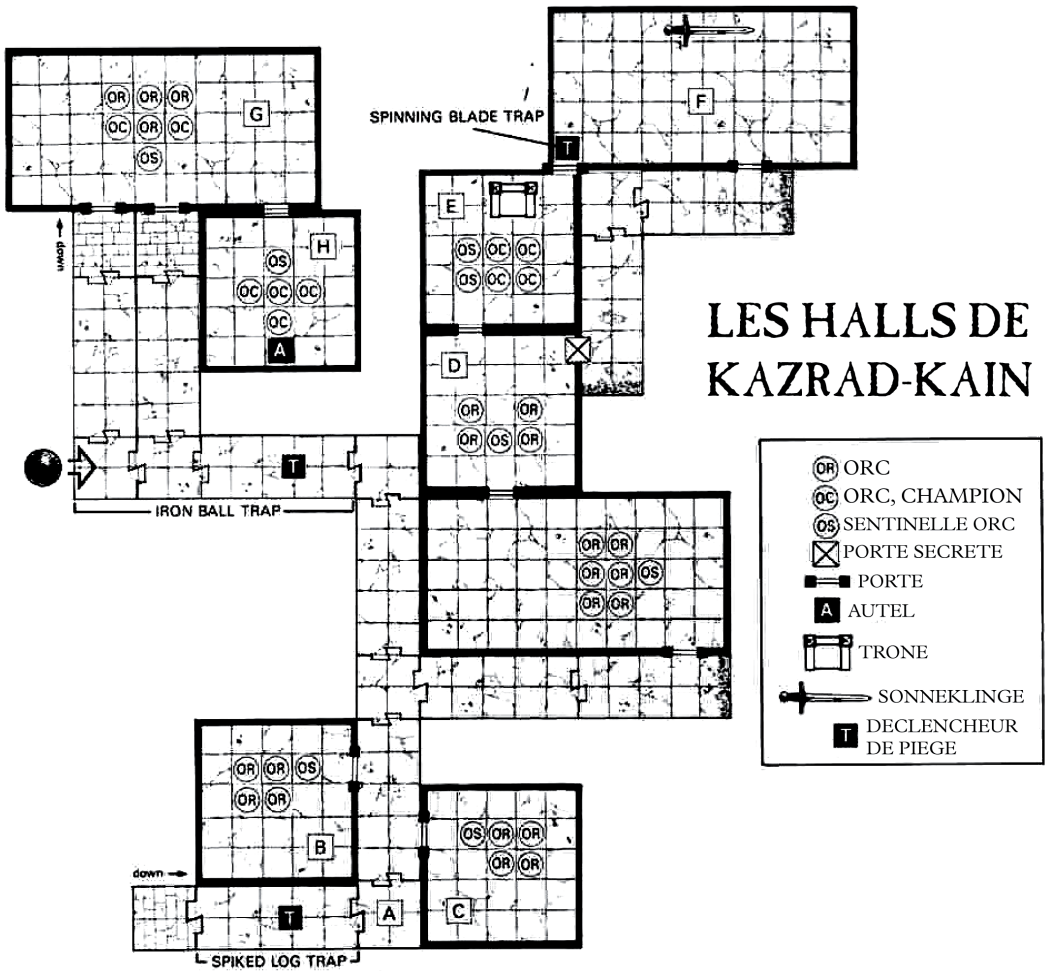 OR OR OR
OC OR OC
OS
G
SPINNING BLADE TRAP
T
F
down
H
OS
OC OC OC
OC
A
E
OS OC OC
OS OC OC
D
OR OR
OR OS OR
LES HALLS DE
KAZRAD-KAIN
T
IRON BALL TRAP
OR OR
OR OR OS
OR OR
OR ORC
OC ORC, CHAMPION
OS SENTINELLE ORC
PORTE SECRETE
PORTE
A AUTEL
TRONE
SONNEKLINGE
T DECLENCHEUR
DE PIEGE
OR OR OS
OR OR
B
OS OR OR
OR OR
C
down
T
A
SPIKED LOG TRAP